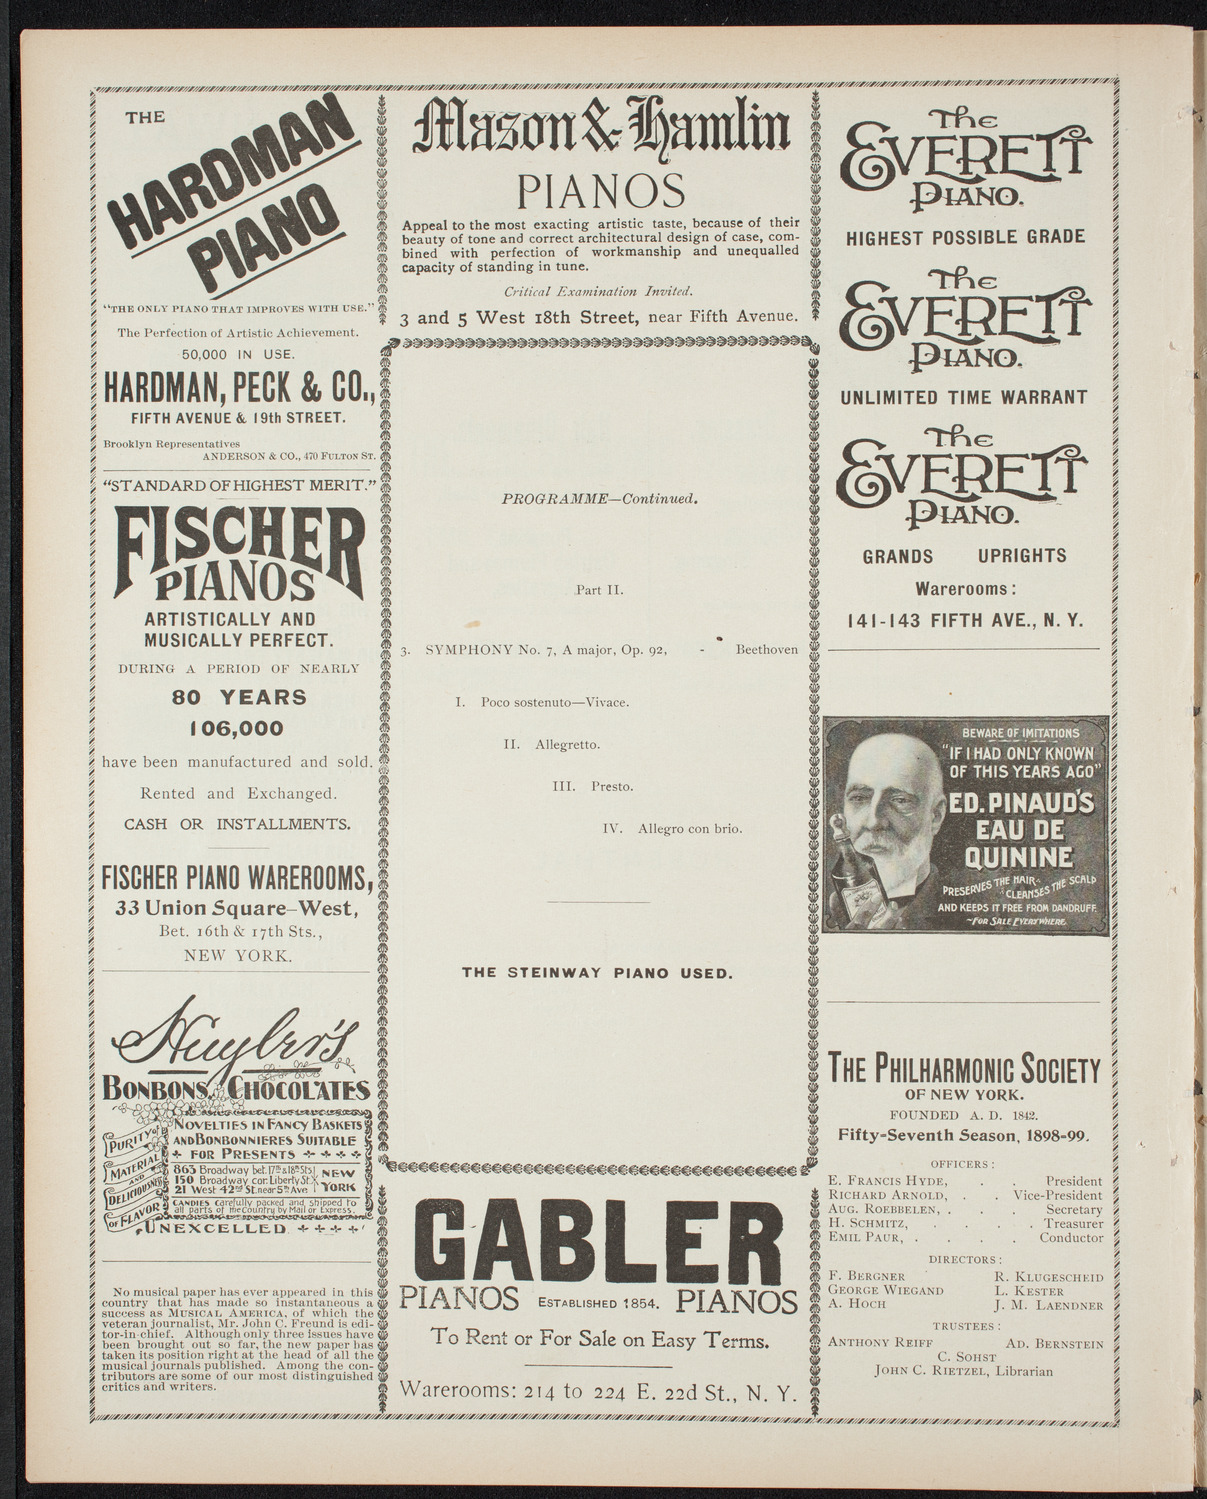 THE
HARDMAN
PIANO
"THE ONLY PIANO THAT IMPROVES WITH USE."
The Perfection of Artistic Achievement.
50,000 IN USE.
HARDMAN, PECK & CO.,
FIFTH AVENUE & 19th STREET.
Brooklyn Representatives
ANDERSON & CO., 470 FULTON ST.
"STANDARD OF HIGHEST MERIT."
FISCHER
PIANOS
ARTISTICALLY AND
MUSICALLY PERFECT.
DURING A PERIOD OF NEARLY
80 YEARS
106,000
have been manufactured and sold.
Rented and Exchanged.
CASH OR INSTALLMENTS.
FISCHER PIANO WAREROOMS,
33 Union Square-West,
Bet. 16th & 17th Sts.,
NEW YORK.
Huyler's
BONBONS, CHOCOLATES
NOVELTIES IN FANCY BASKETS
AND BONBONNIERES SUITABLE
FOR PRESENTS
PURITY of
MATERIAL
AND
DELICIOUSNESS
OF FLAVOR
863 Broadway bet. 17th & 18th Sts
150 Broadway cor. Liberty St.
21 West 42nd St. near 5th Ave
NEW
YORK
CANDIES carefully packed and shipped to
all parts of the Country by Mail or Express.
UNEXCELLED.
No musical paper has ever appeared in this
country that has made so instantaneous a
success as MUSICAL AMERICA, of which the
veteran journalist, Mr. John C. Freund is edi-
tor-in-chief. Although only three issues have
been brought out so far, the new paper has
taken its position right at the head of all the
musical journals published. Among the con-
tributors are some of our most distinguished
critics and writers.
Mason & Hamlin
PIANOS
Appeal to the most exacting artistic taste, because of their
beauty of tone and correct architectural design of case, com-
bined with perfection of workmanship and unequalled
capacity of standing in tune.
Critical Examination Invited.
3 and 5 West 18th Street, near Fifth Avenue.
PROGRAMME—Continued.
Part II.
3. SYMPHONY No. 7, A major, Op. 92, - - Beethoven
I. Poco sostenuto—Vivace.
II. Allegretto.
III. Presto.
IV. Allegro con brio.
THE STEINWAY PIANO USED.
GABLER
PIANOS ESTABLISHED 1854. PIANOS
To Rent or For Sale on Easy Terms.
Warerooms: 214 to 224 E. 22d St., N. Y.
The
EVERETT
PIANO.
HIGHEST POSSIBLE GRADE
The
EVERETT
PIANO.
UNLIMITED TIME WARRANT
The
EVERETT
PIANO.
GRANDS UPRIGHTS
Warerooms:
141-143 FIFTH AVE., N. Y.
BEWARE OF IMITATIONS
"IF I HAD ONLY KNOWN
OF THIS YEARS AGO"
ED. PINAUD'S
EAU DE
QUININE
PRESERVES THE HAIR-
CLEANSES THE SCALP
AND KEEPS IT FREE FROM DANDRUFF.
~FOR SALE EVERYWHERE.
THE PHILHARMONIC SOCIETY
OF NEW YORK.
FOUNDED A. D. 1842.
Fifty-Seventh Season, 1898-99.
OFFICERS:
E. FRANCIS HYDE, . . President
RICHARD ARNOLD, . . Vice-President
AUG. ROEBBELEN, . . . Secretary
H. SCHMITZ, . . . . Treasurer
EMIL PAUR, . . . . Conductor
DIRECTORS:
F. BERGNER R. KLUGESCHEID
GEORGE WIEGAND L. KESTER
A. HOCH J. M. LAENDNER
TRUSTEES:
ANTHONY REIFF AD. BERNSTEIN
C. SOHST
JOHN C. RIETZEL, Librarian